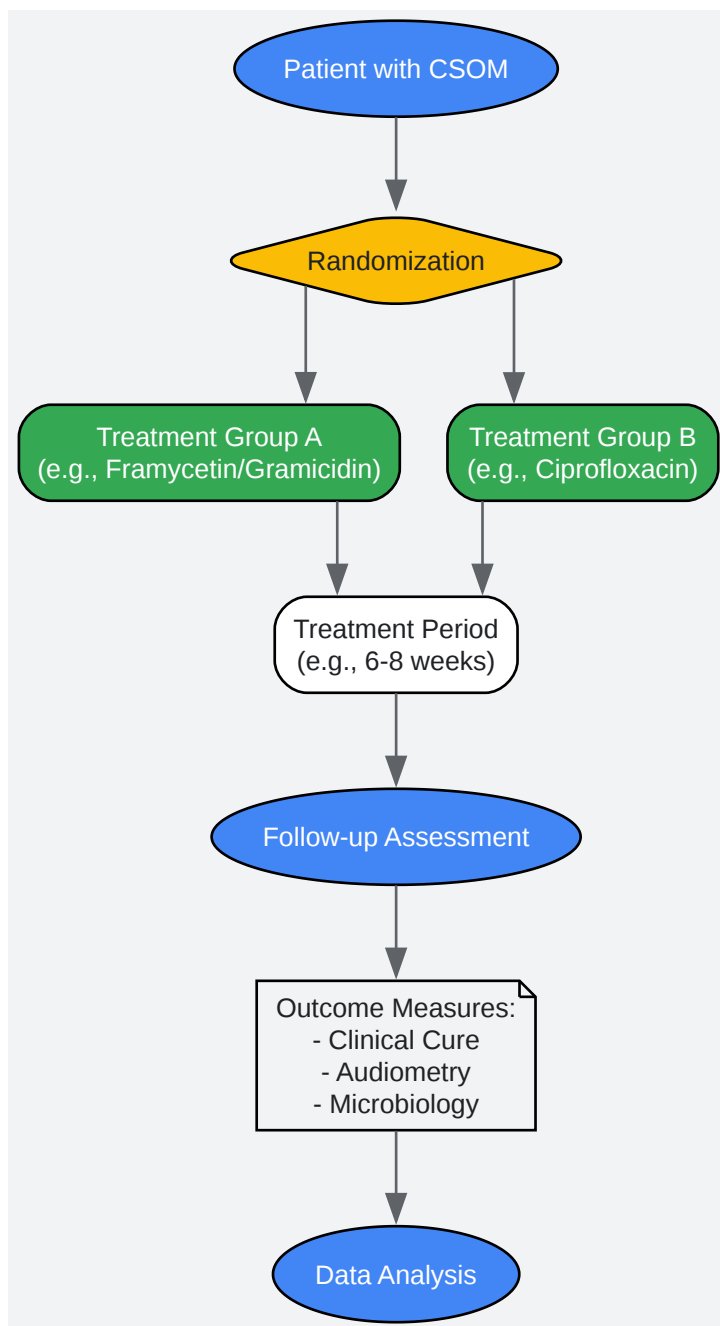 Patient with CSOM
Randomization
Treatment Group A
(e.g., Framycetin/Gramicidin)
Treatment Group B
(e.g., Ciprofloxacin)
Treatment Period
(e.g., 6-8 weeks)
Follow-up Assessment
Outcome Measures:
- Clinical Cure
- Audiometry
- Microbiology
Data Analysis